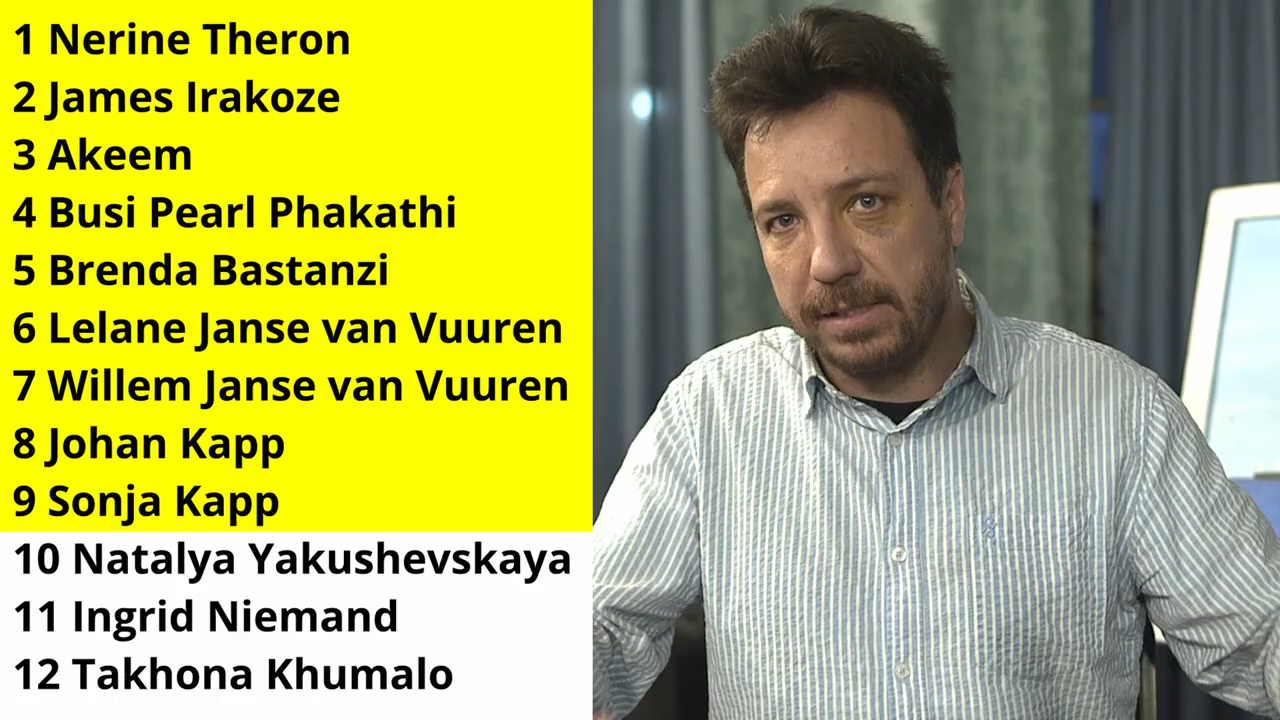 1 Nerine Theron
2 James Irakoze
3 Akeem
4 Busi Pearl Phakathi
5 Brenda Bastanzi
6 Lelane Janse van Vuuren
7 Willem Janse van Vuuren
8 Johan Kapp
9 Sonja Kapp
10 Natalya Yakushevskaya
11 Ingrid Niemand
12 Takhona Khumalo